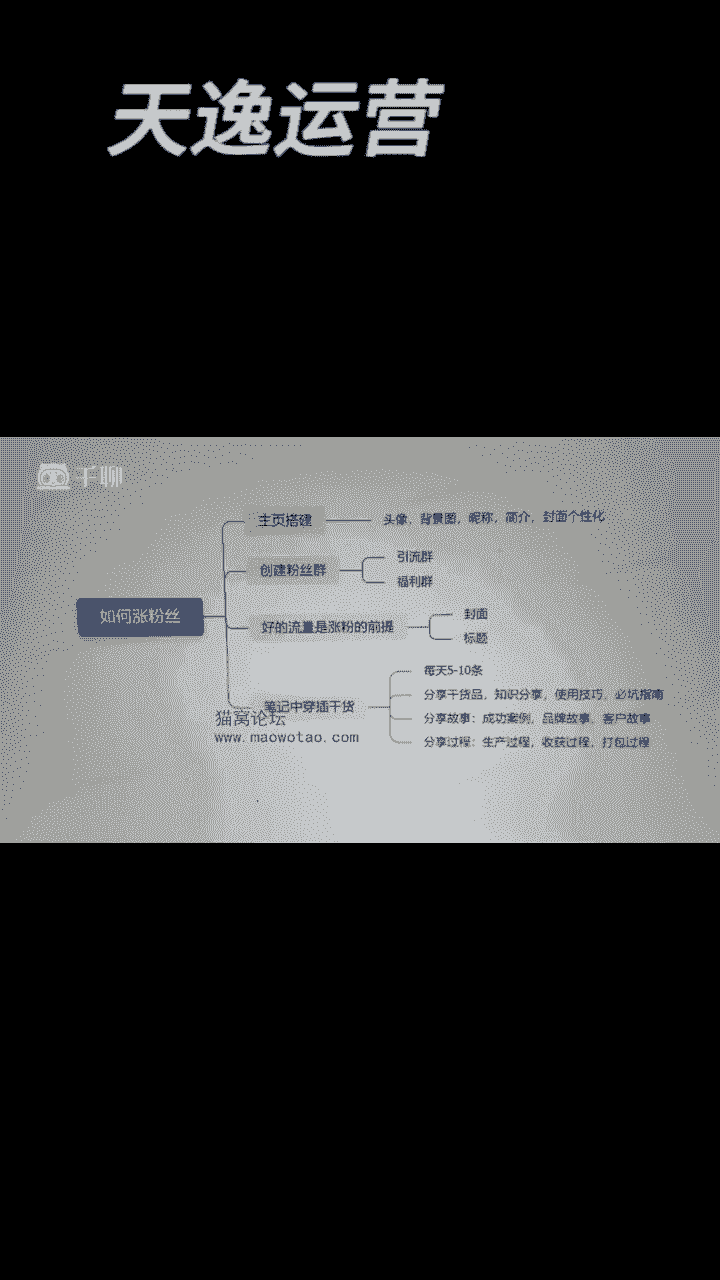 天逸运营
千聊
如何涨粉丝
主页搭建
头像，背景图，昵称，简介，封面个性化
创建粉丝群
引流群
福利群
好的流量是涨粉的前提
封面
标题
笔记中穿插干货
每天5-10条
分享干货品，知识分享，使用技巧，必坑指南
分享故事：成功案例，品牌故事，客户故事
分享过程：生产过程，收获过程，打包过程
猫窝论坛
www.maowotao.com